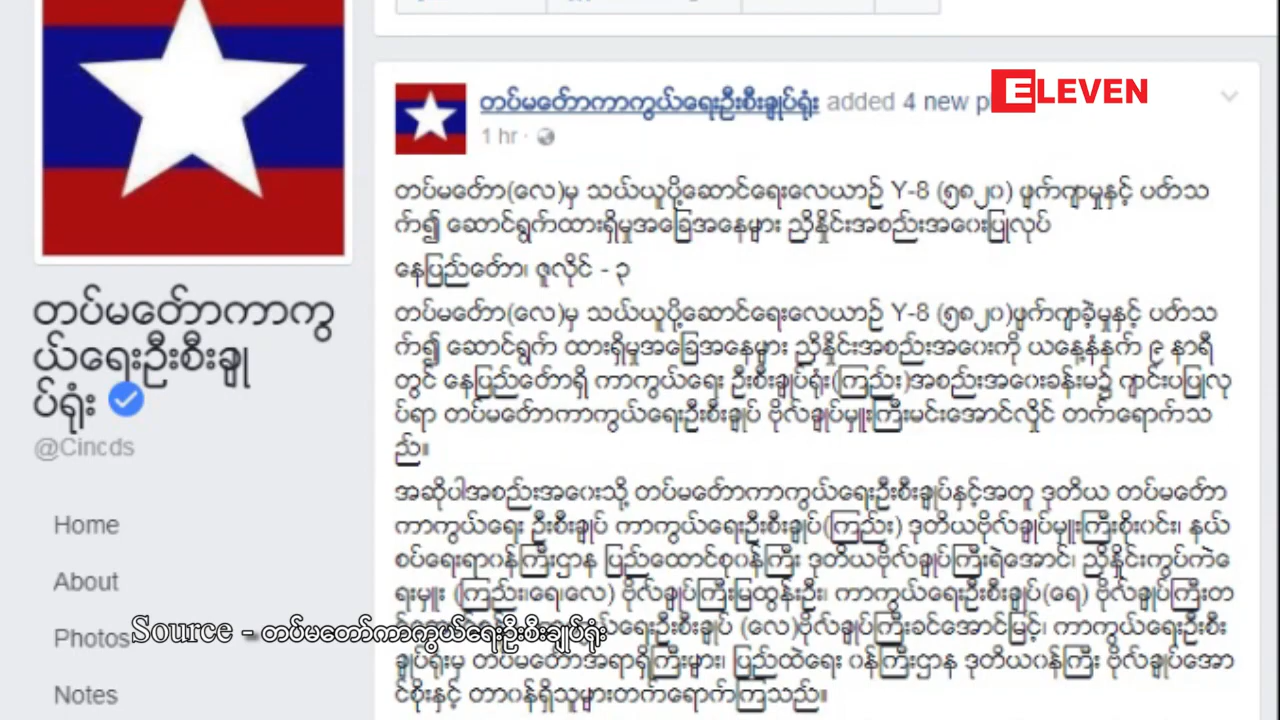 တပ်မတော်ကာကွယ်ရေးဦးစီးချုပ်ရုံး added 4 new
ELEVEN
1 hr ·
တပ်မတော်(လေ)မှ သယ်ယူပို့ဆောင်ရေးလေယာဉ် Y-8 (၅၈၂၀) ဖျက်ကျမှုနှင့် ပတ်သ
က်၍ ဆောင်ရွက်ထားရှိမှုအခြေအနေများ ညှိနှိုင်းအစည်းအဝေးပြုလုပ်
နေပြည်တော်၊ ဇူလိုင် - ၃
တပ်မတော်(လေ)မှ သယ်ယူပို့ဆောင်ရေးလေယာဉ် Y-8 (၅၈၂၀)ဖျက်ကျခဲ့မှုနှင့် ပတ်သ
က်၍ ဆောင်ရွက် ထားရှိမှုအခြေအနေများ ညှိနှိုင်းအစည်းအဝေးကို ယနေ့နံနက် ၉ နာရီ
တွင် နေပြည်တော်ရှိ ကာကွယ်ရေး ဦးစီးချုပ်ရုံး(ကြည်း)အစည်းအဝေးခန်းမ၌ ကျင်းပပြုလု
ပ်ရာ တပ်မတော်ကာကွယ်ရေးဦးစီးချုပ် ဗိုလ်ချုပ်မှူးကြီးမင်းအောင်လှိုင် တက်ရောက်သ
ည်။
အဆိုပါအစည်းအဝေးသို့ တပ်မတော်ကာကွယ်ရေးဦးစီးချုပ်နှင့်အတူ ဒုတိယ တပ်မတော်
ကာကွယ်ရေး ဦးစီးချုပ် ကာကွယ်ရေးဦးစီးချုပ်(ကြည်း) ဒုတိယဗိုလ်ချုပ်မှူးကြီးစိုးဝင်း၊ နယ်
စပ်ရေးရာဝန်ကြီးဌာန ပြည်ထောင်စုဝန်ကြီး ဒုတိယဗိုလ်ချုပ်ကြီးရဲအောင်၊ ညှိနှိုင်းကွပ်ကဲရေ
ရးမှူး (ကြည်း၊ရေ၊လေ) ဗိုလ်ချုပ်ကြီးမြထွန်းဦး၊ ကာကွယ်ရေးဦးစီးချုပ်(ရေ) ဗိုလ်ချုပ်ကြီးတ
ယ်ရေးဦးစီးချုပ် (လေ)ဗိုလ်ချုပ်ကြီးခင်အောင်မြင့်၊ ကာကွယ်ရေးဦးစီး
ချုပ်ရုံးမှ တပ်မတော်အရာရှိကြီးများ၊ ပြည်ထဲရေး ဝန်ကြီးဌာန ဒုတိယဝန်ကြီး ဗိုလ်ချုပ်အော
င်စိုးနှင့် တာဝန်ရှိသူများတက်ရောက်ကြသည်။
တပ်မတော်ကာကွ
ယ်ရေးဦးစီးချု
ပ်ရုံး
@Cincds
Home
About
Photos
Notes
Source - တပ်မတော်ကာကွယ်ရေးဦးစီးချုပ်ရုံး